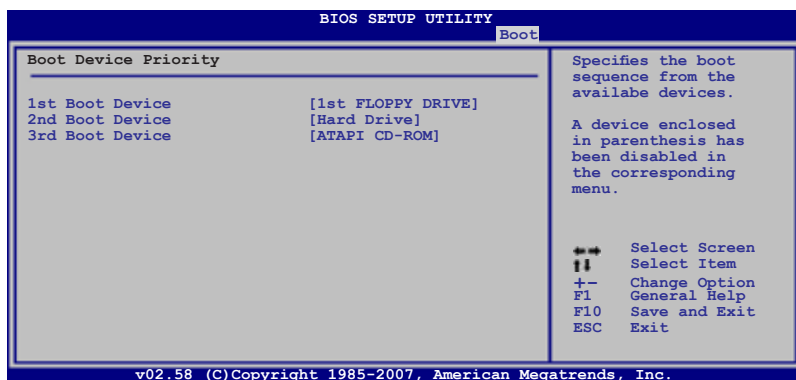 BIOS SETUP UTILITY
Boot
Boot Device Priority
1st Boot Device [1st FLOPPY DRIVE]
2nd Boot Device [Hard Drive]
3rd Boot Device [ATAPI CD-ROM]
Specifies the boot
sequence from the
availabe devices.
A device enclosed
in parenthesis has
been disabled in
the corresponding
menu.
←→ Select Screen
↑↓ Select Item
+- Change Option
F1 General Help
F10 Save and Exit
ESC Exit
v02.58 (C)Copyright 1985-2007, American Megatrends, Inc.